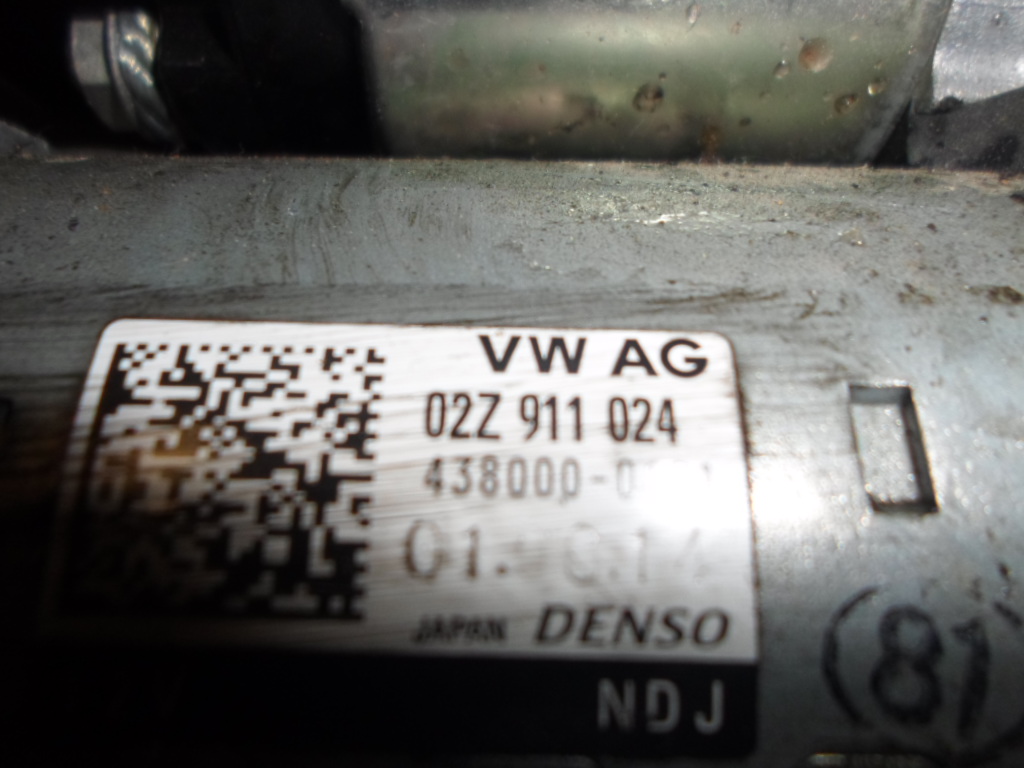 VW AG
02Z 911 024
JAPAN DENSO
NDJ
(81)